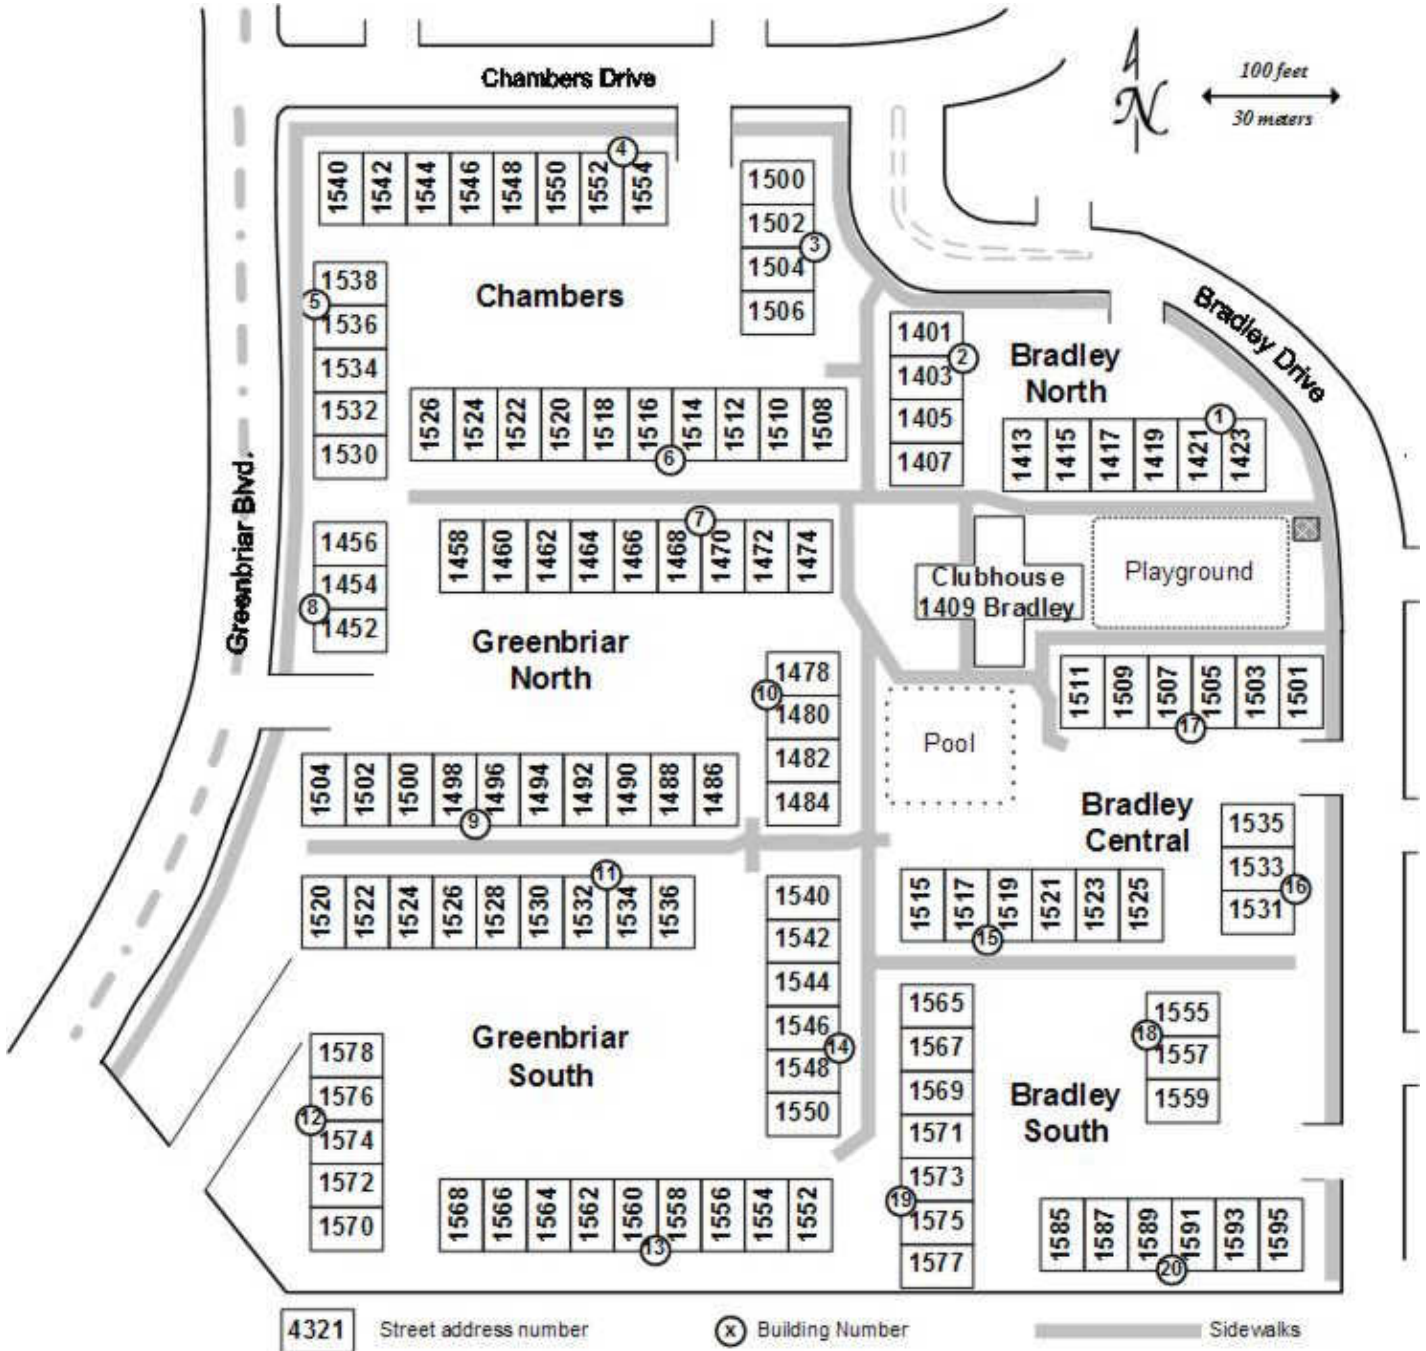 Chambers Drive
100 feet
30 meters
N
4
1540 1542 1544 1546 1548 1550 1552 1554
1500
1502
3
1504
1506
1538
5
1536
1534
1532
1530
Chambers
Bradley Drive
1401
2
1403
1405
1407
Bradley
North
1
1413 1415 1417 1419 1421 1423
1526 1524 1522 1520 1518 1516 1514 1512 1510 1508
6
Greenbriar Blvd.
7
1458 1460 1462 1464 1466 1468 1470 1472 1474
1456
1454
8
1452
Clubhouse
1409 Bradley
Playground
Greenbriar
North
1478
10
1480
1482
1484
1511 1509 1507 1505 1503 1501
17
Pool
1504 1502 1500 1498 1496 1494 1492 1490 1488 1486
9
Bradley
Central
1535
1533
16
1531
11
1520 1522 1524 1526 1528 1530 1532 1534 1536
1540
1542
1544
1546
14
1548
1550
1515 1517 1519 1521 1523 1525
15
Greenbriar
South
1565
1567
1569
1571
1573
19
1575
1577
1555
18
1557
1559
Bradley
South
1578
1576
12
1574
1572
1570
1568 1566 1564 1562 1560 1558 1556 1554 1552
13
1585 1587 1589 1591 1593 1595
20
4321 Street address number
x Building Number
Sidewalks